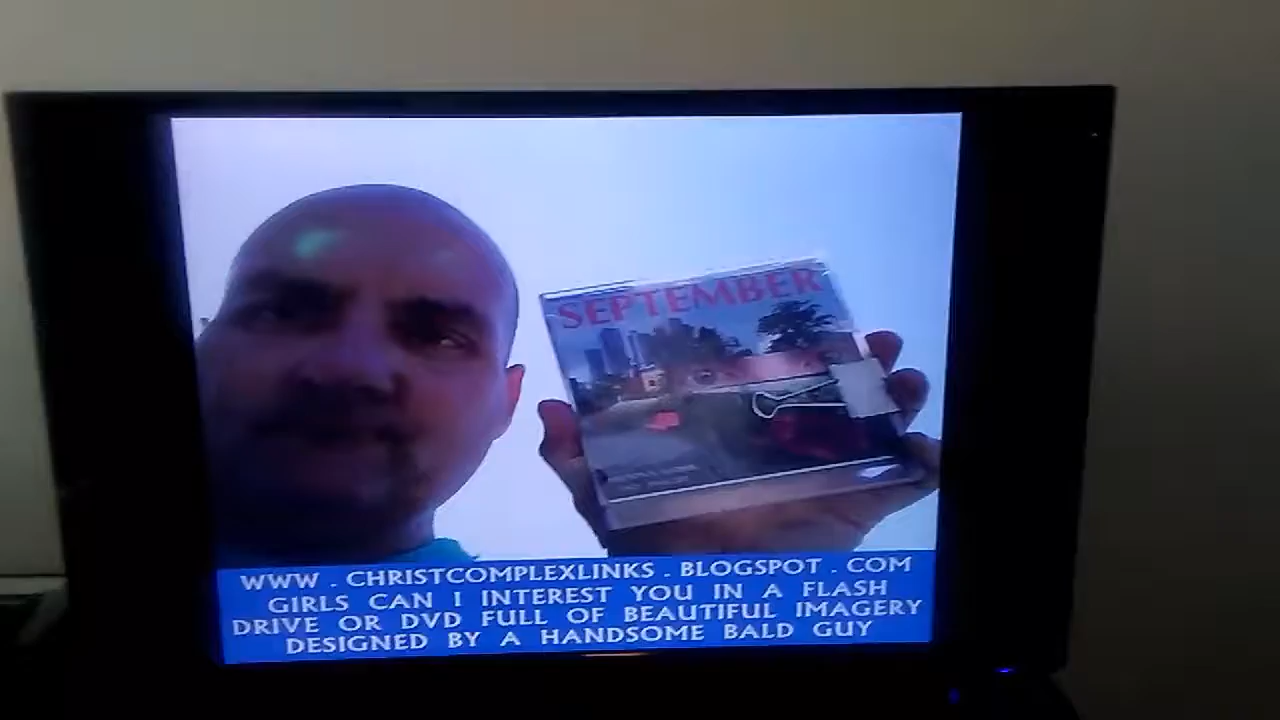 SEPTEMBER
WWW . CHRISTCOMPLEXLINKS . BLOGSPOT . COM
GIRLS CAN I INTEREST YOU IN A FLASH
DRIVE OR DVD FULL OF BEAUTIFUL IMAGERY
DESIGNED BY A HANDSOME BALD GUY